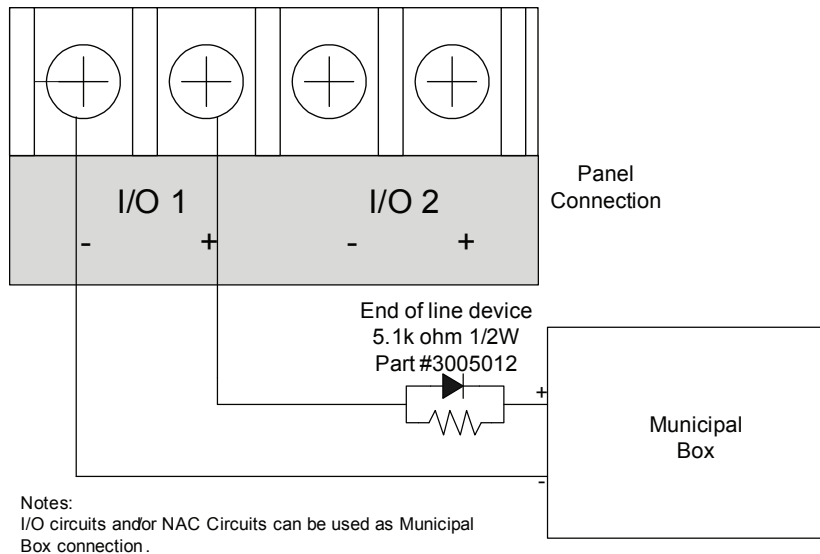 I/O 1
I/O 2
- + - +
Panel
Connection
End of line device
5.1k ohm 1/2W
Part #3005012
+
-
Municipal
Box
Notes:
I/O circuits and/or NAC Circuits can be used as Municipal
Box connection.